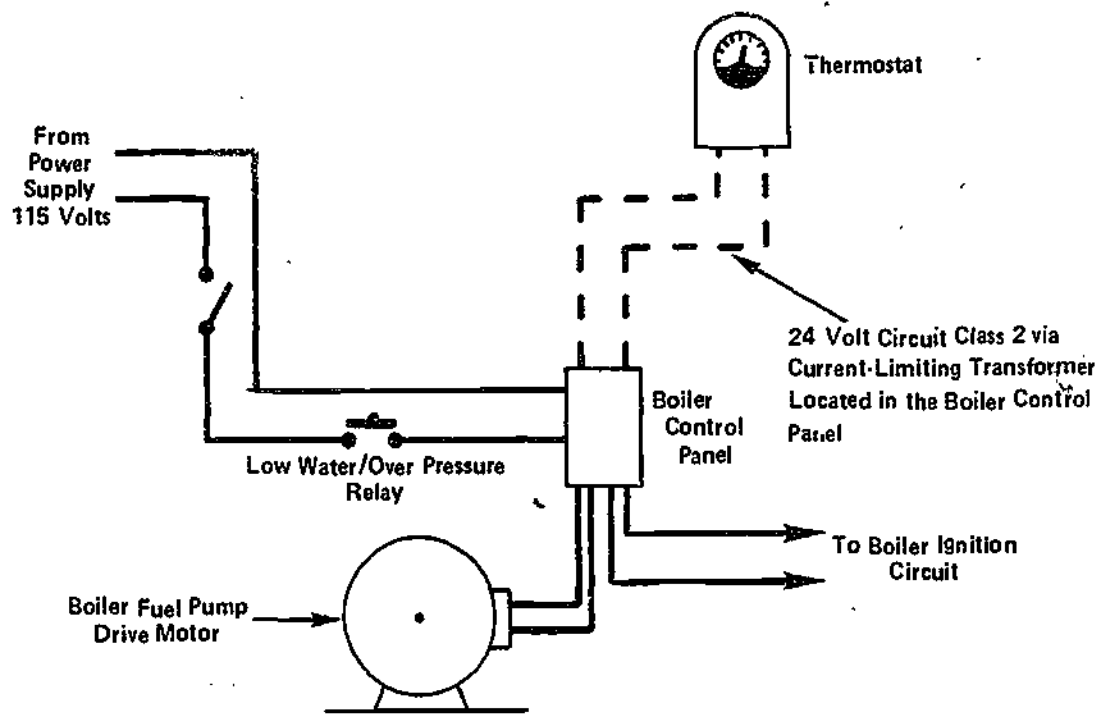 Thermostat
From
Power
Supply
115 Volts
24 Volt Circuit Class 2 via
Current-Limiting Transformer
Located in the Boiler Control
Panel
Boiler
Control
Panel
Low Water/Over Pressure
Relay
To Boiler Ignition
Circuit
Boiler Fuel Pump
Drive Motor